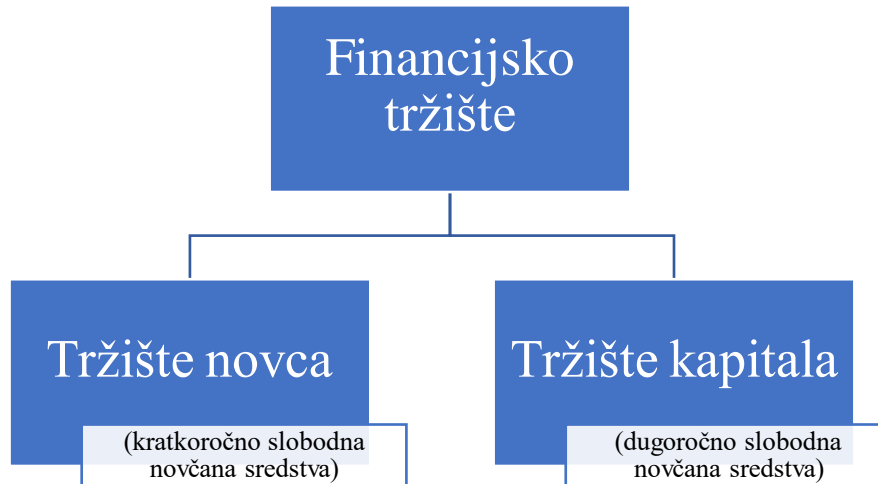 Financijsko
tržište
Tržište novca
(kratkoročno slobodna
novčana sredstva)
Tržište kapitala
(dugoročno slobodna
novčana sredstva)